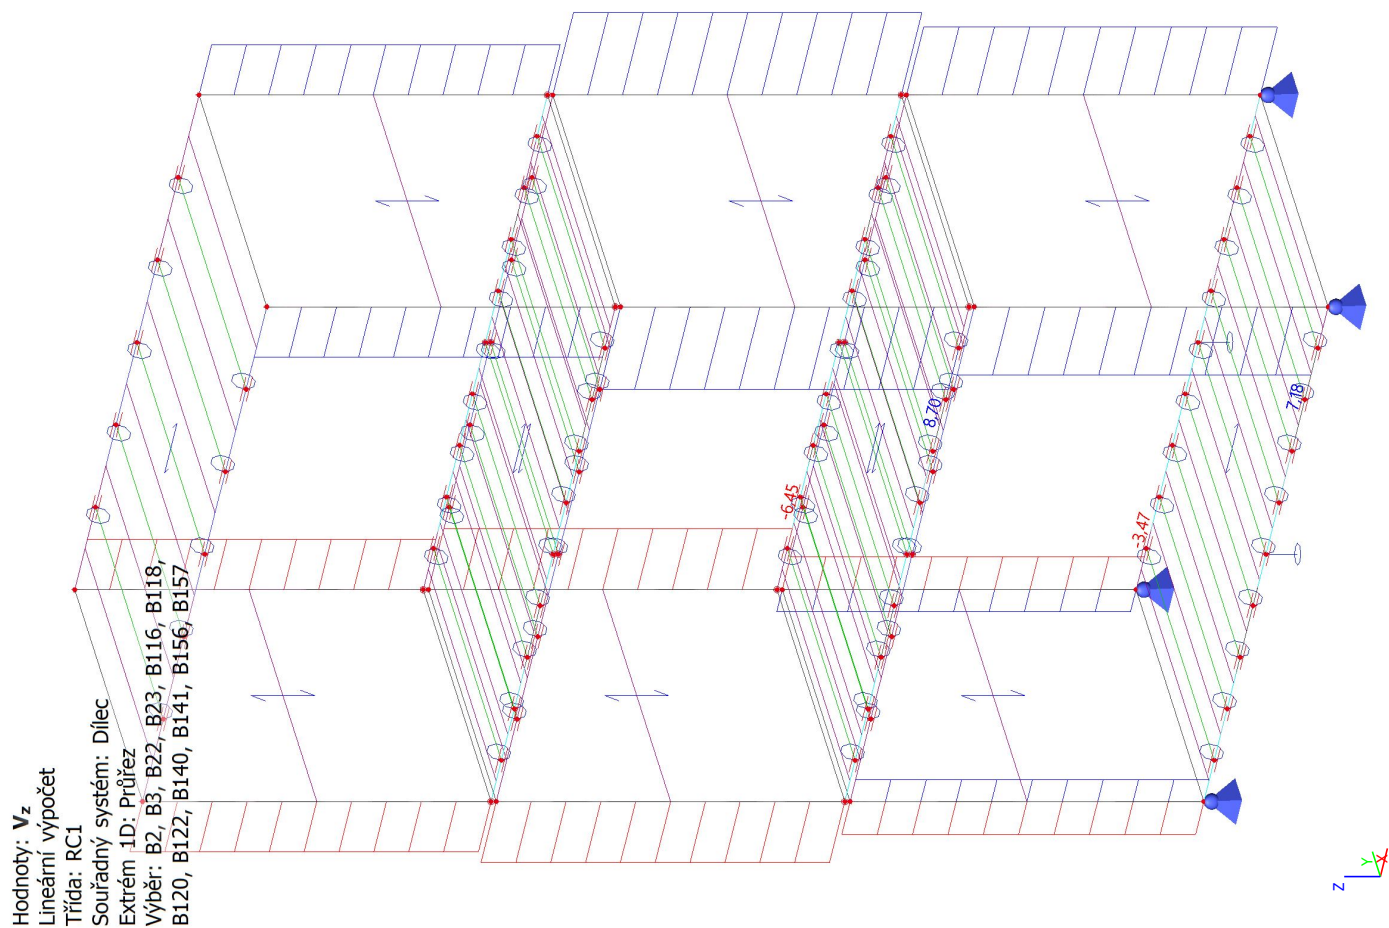 Hodnoty: Vz
Lineární výpočet
Třída: RC1
Souřadný systém: Dílec
Extrém 1D: Průřez
Výběr: B2, B3, B22, B23, B116, B118,
B120, B122, B140, B141, B156, B157
-6,45
8,70
-3,47
7,18
Z
Y
X